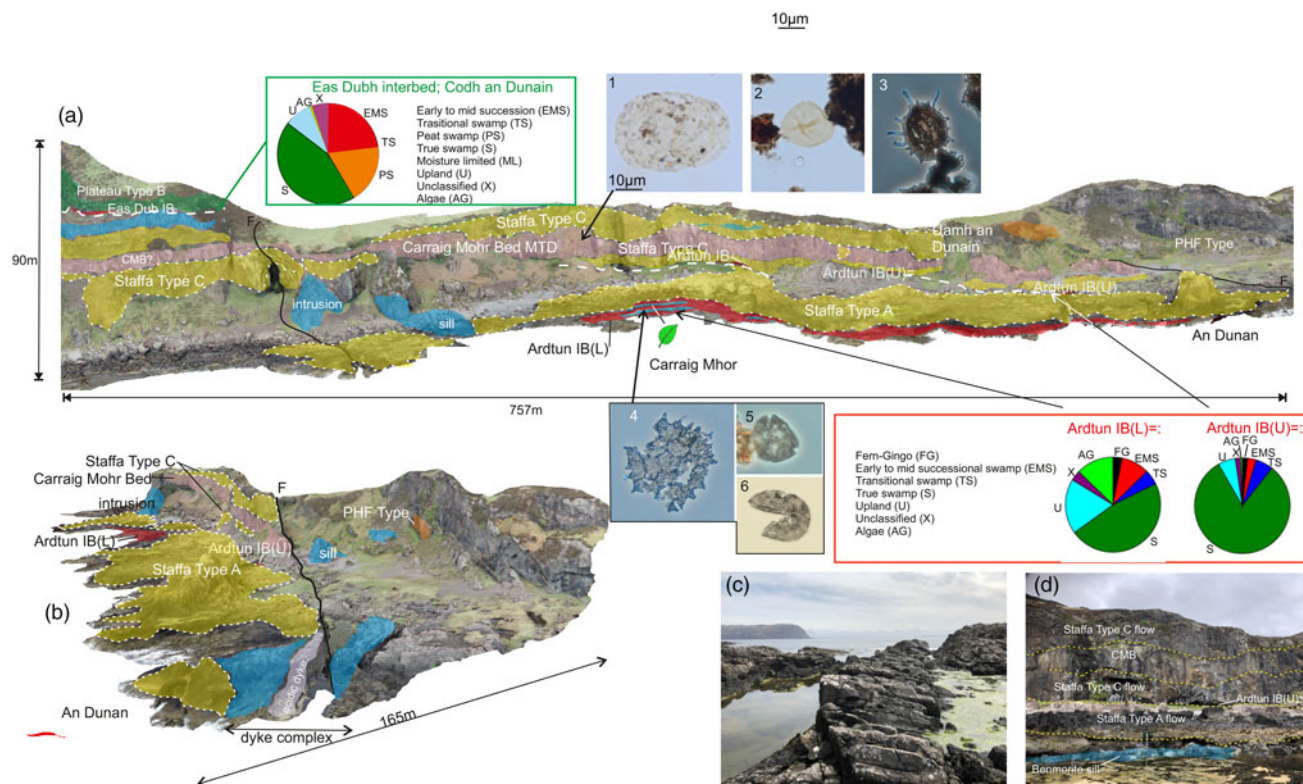 10µm
(a)
Eas Dubh interbed; Codh an Dunain
X
AG
U
EMS
TS
PS
S
Early to mid succession (EMS)
Trasitional swamp (TS)
Peat swamp (PS)
True swamp (S)
Moisture limited (ML)
Upland (U)
Unclassified (X)
Algae (AG)
1
2
3
10µm
90m
Plateau Type B
Eas Dub IB
F
CMB?
Staffa Type C
intrusion
sill
Carraig Mohr Bed MTD
Staffa Type C
Staffa Type C
Ardtun IB
Ardtun IB(U)
Uamh an
Dunain
PHF Type
F
Ardtun IB(U)
Staffa Type A
Ardtun IB(L)
Carraig Mhor
An Dunan
757m
4
5
6
Ardtun IB(L)=:
Ardtun IB(U)=:
Fern-Gingo (FG)
Early to mid successional swamp (EMS)
Transitional swamp (TS)
True swamp (S)
Upland (U)
Unclassified (X)
Algae (AG)
AG
FG
EMS
TS
X
U
S
AG
FG
X
EMS
U
TS
S
(b)
Staffa Type C
Carraig Mohr Bed
intrusion
Ardtun IB(L)
Ardtun IB(U)
Staffa Type A
F
PHF Type
sill
An Dunan
dyke
dyke complex
165m
(c)
(d)
Staffa Type C flow
CMB
Staffa Type C flow
Ardtun IB(U)
Staffa Type A flow
Benmorite sill